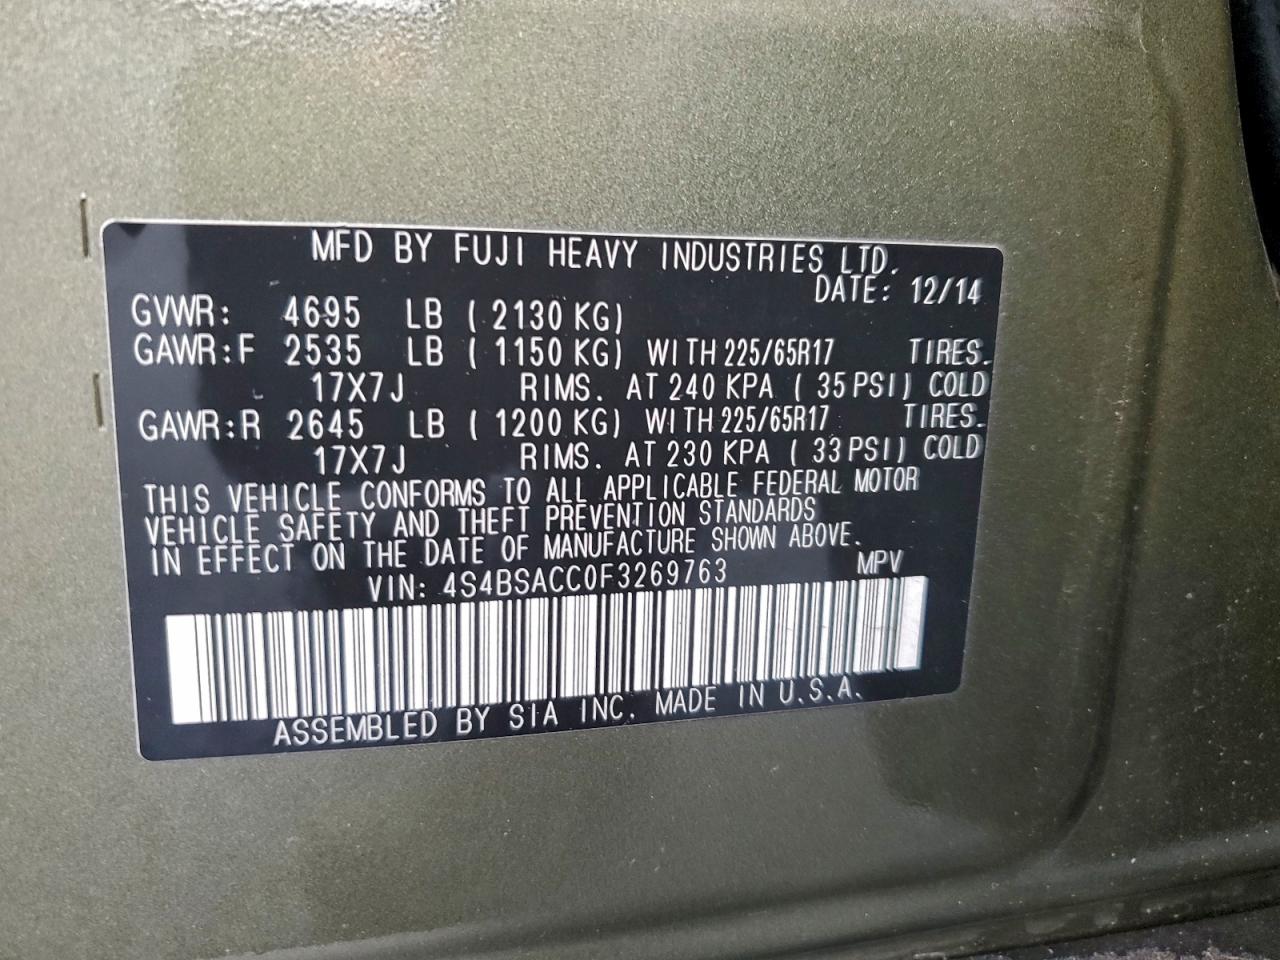 MFD BY FUJI HEAVY INDUSTRIES LTD.
DATE: 12/14
GVWR: 4695 LB ( 2130 KG)
GAWR:F 2535 LB ( 1150 KG) WITH 225/65R17 TIRES.
17X7J RIMS. AT 240 KPA ( 35 PSI) COLD
GAWR:R 2645 LB ( 1200 KG) WITH 225/65R17 TIRES.
17X7J RIMS. AT 230 KPA ( 33 PSI) COLD
THIS VEHICLE CONFORMS TO ALL APPLICABLE FEDERAL MOTOR
VEHICLE SAFETY AND THEFT PREVENTION STANDARDS
IN EFFECT ON THE DATE OF MANUFACTURE SHOWN ABOVE.
VIN: 4S4BSACC0F3269763 MPV
ASSEMBLED BY SIA INC. MADE IN U.S.A.